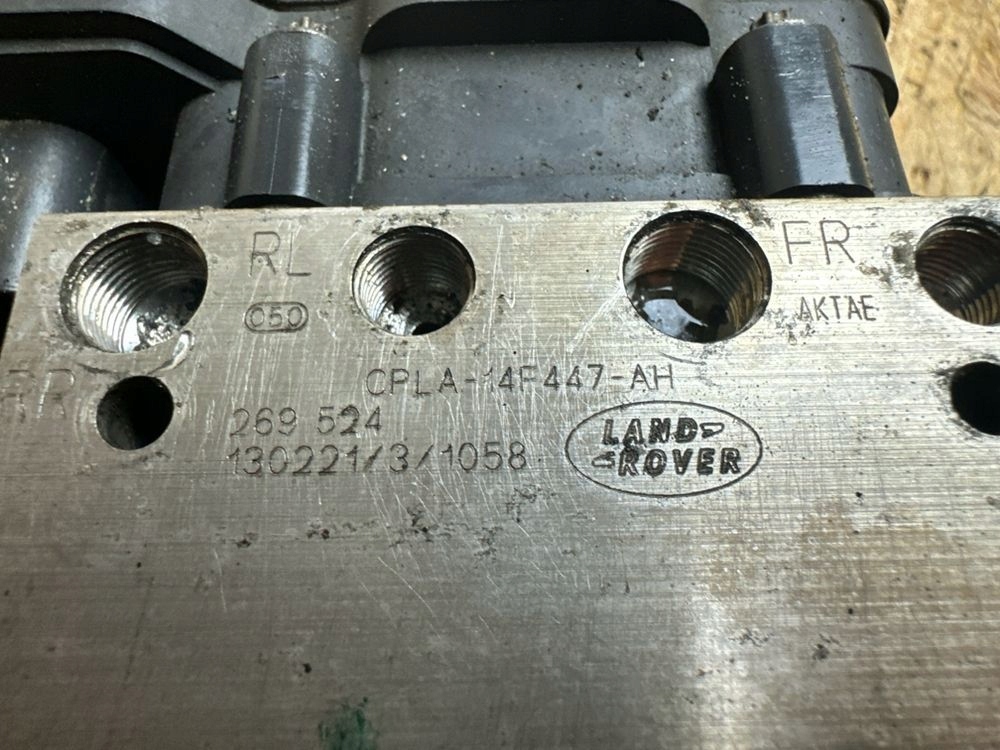 RL
FR
050
AKTAE
RR
CPLA-14F447-AH
269 524
130221/3/1058
LAND
ROVER